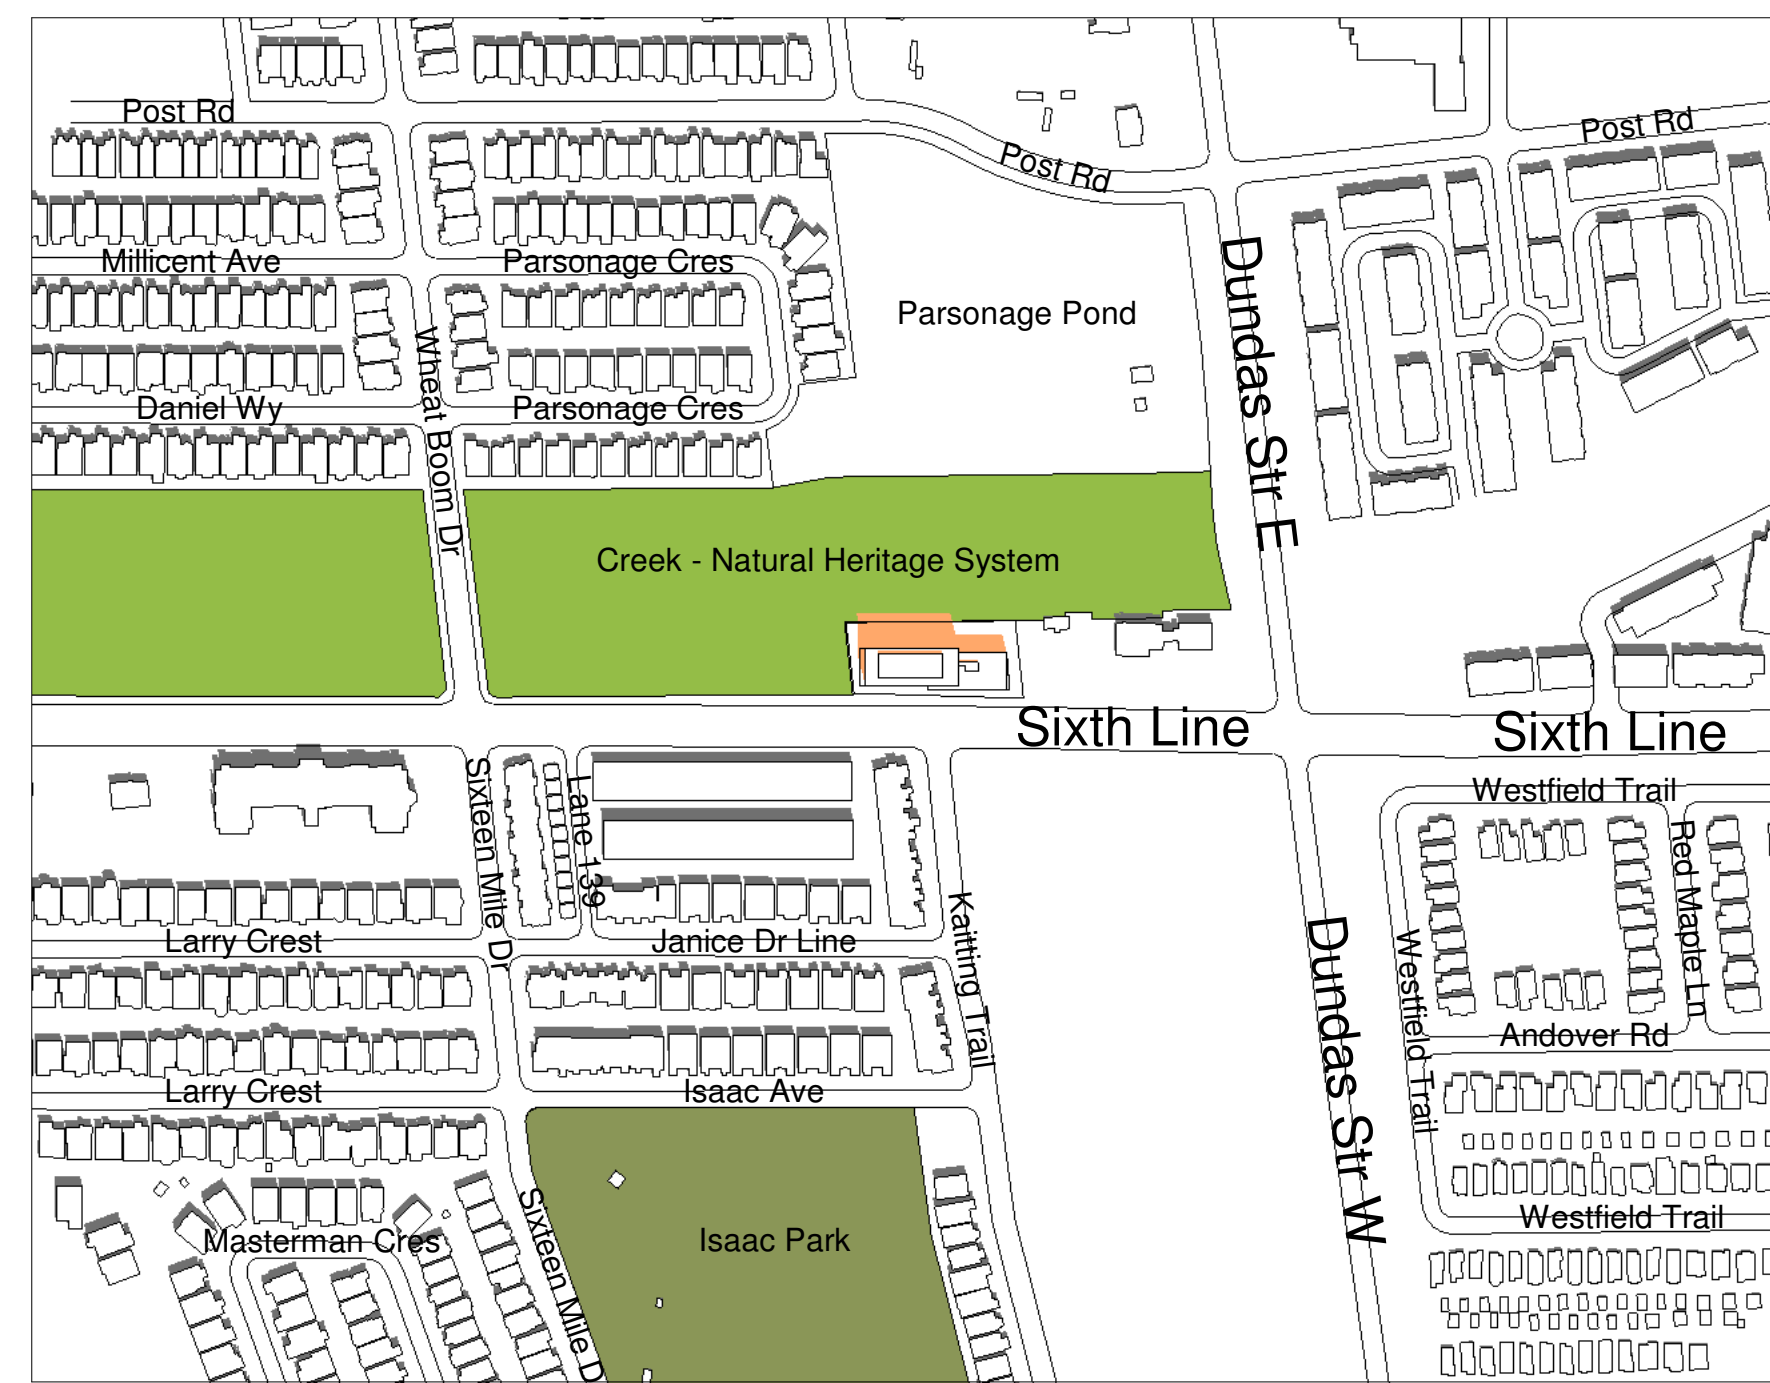 Post Rd
Post Rd
Post Rd
Millicent Ave
Parsonage Cres
Dundas Str E
Parsonage Pond
Wheat Boom Dr
Daniel Wy
Parsonage Cres
Creek - Natural Heritage System
Sixth Line
Sixth Line
Sixteen Mile Dr
Lane 139
Westfield Trail
Red Maple Ln
Larry Crest
Janice Dr Line
Kaitting Trail
Dundas Str W
Westfield Trail
Andover Rd
Larry Crest
Isaac Ave
Sixteen Mile D
Masterman Cres
Isaac Park
Westfield Trail